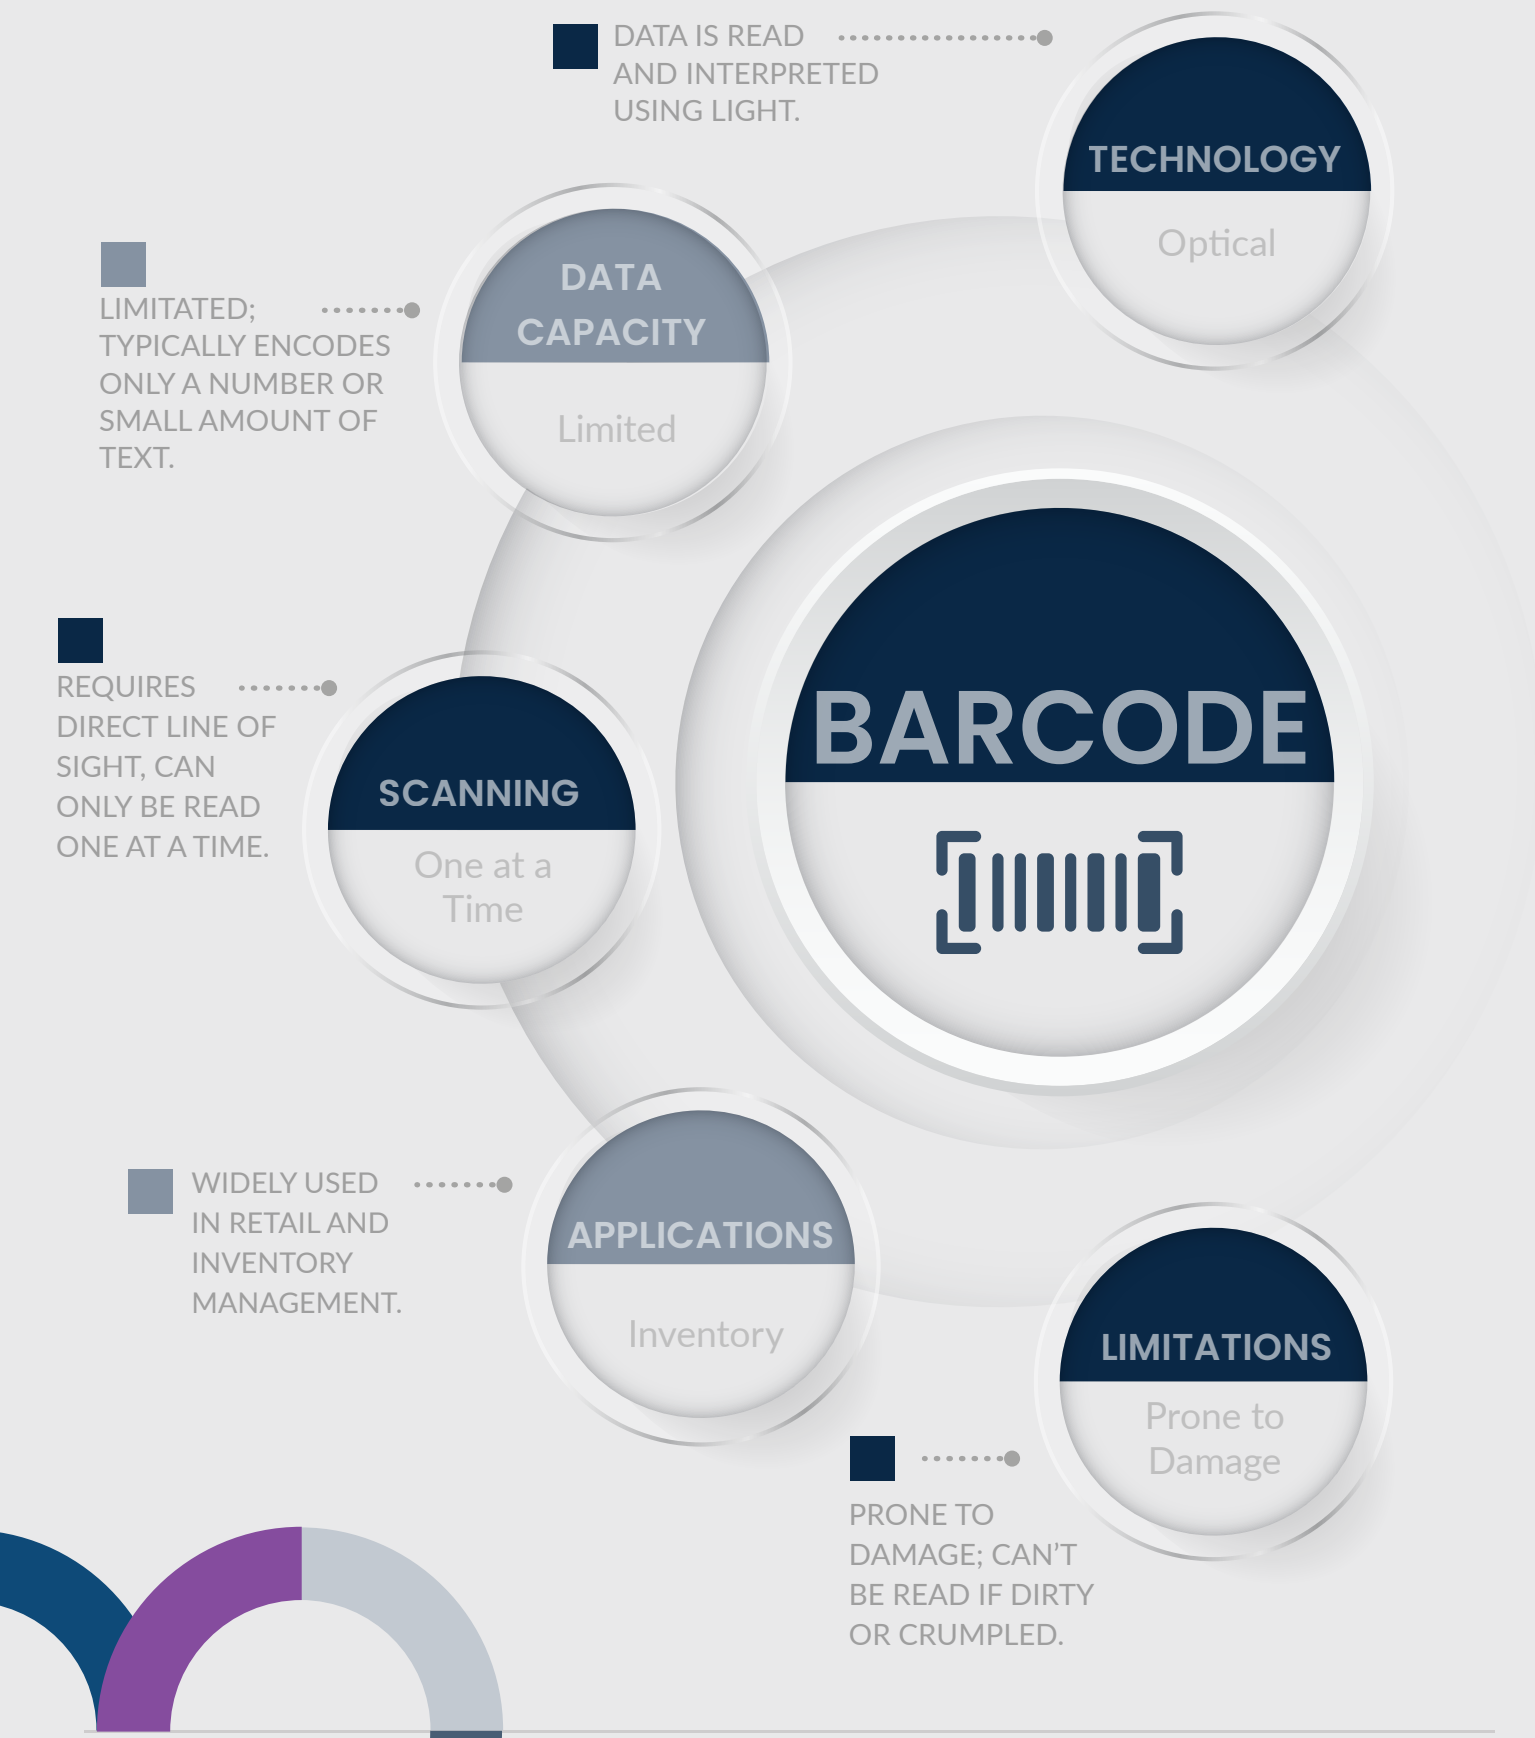 DATA IS READ
AND INTERPRETED
USING LIGHT.
TECHNOLOGY
Optical
LIMITATED;
TYPICALLY ENCODES
ONLY A NUMBER OR
SMALL AMOUNT OF
TEXT.
DATA
CAPACITY
Limited
BARCODE
REQUIRES
DIRECT LINE OF
SIGHT, CAN
ONLY BE READ
ONE AT A TIME.
SCANNING
One at a
Time
WIDELY USED
IN RETAIL AND
INVENTORY
MANAGEMENT.
APPLICATIONS
Inventory
LIMITATIONS
Prone to
Damage
PRONE TO
DAMAGE; CAN’T
BE READ IF DIRTY
OR CRUMPLED.